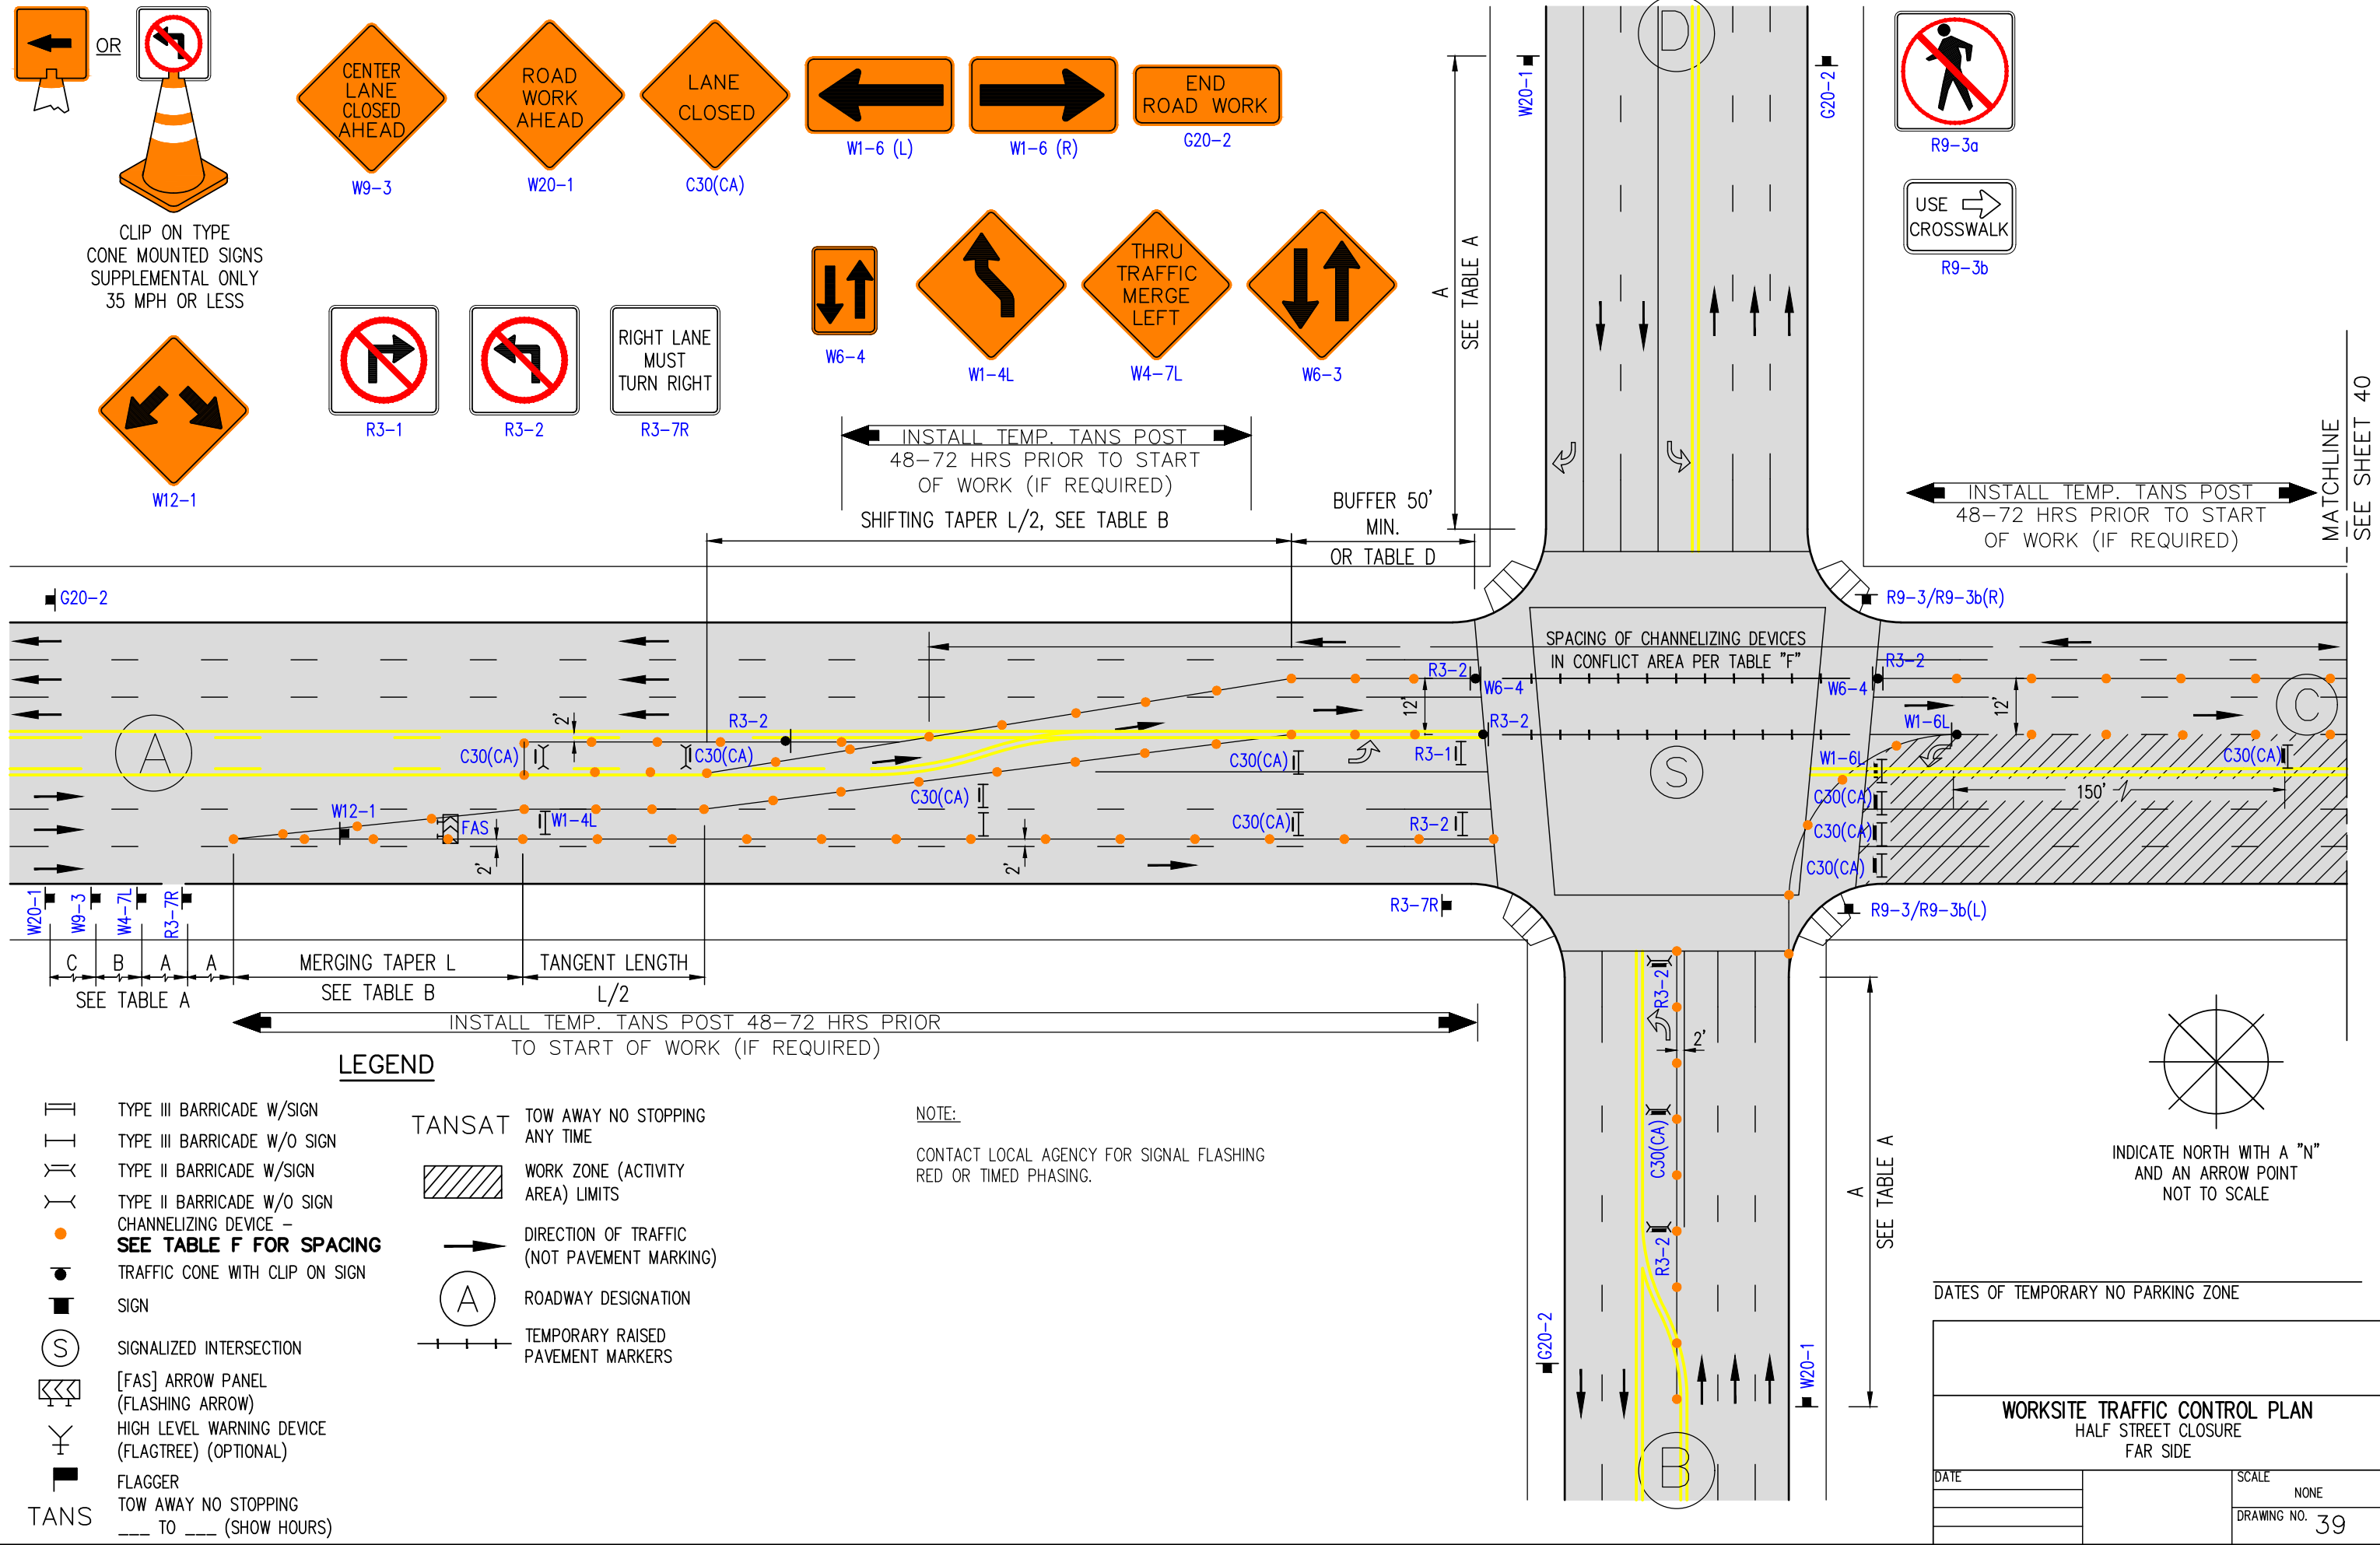 OR
CLIP ON TYPE
CONE MOUNTED SIGNS
SUPPLEMENTAL ONLY
35 MPH OR LESS
CENTER
LANE
CLOSED
AHEAD
W9-3
ROAD
WORK
AHEAD
W20-1
LANE
CLOSED
C30(CA)
W1-6 (L)
W1-6 (R)
END
ROAD WORK
G20-2
W12-1
R3-1
R3-2
RIGHT LANE
MUST
TURN RIGHT
R3-7R
W6-4
W1-4L
THRU
TRAFFIC
MERGE
LEFT
W4-7L
W6-3
R9-3a
USE
CROSSWALK
R9-3b
D
W20-1
G20-2
A
SEE TABLE A
INSTALL TEMP. TANS POST
48-72 HRS PRIOR TO START
OF WORK (IF REQUIRED)
SHIFTING TAPER L/2, SEE TABLE B
BUFFER 50'
MIN.
OR TABLE D
INSTALL TEMP. TANS POST
48-72 HRS PRIOR TO START
OF WORK (IF REQUIRED)
MATCHLINE
SEE SHEET 40
G20-2
R9-3/R9-3b(R)
SPACING OF CHANNELIZING DEVICES
IN CONFLICT AREA PER TABLE "F"
R3-2
W6-4
R3-2
W6-4
12'
12'
C
A
2'
R3-2
R3-2
W1-6L
C30(CA)
C30(CA)
C30(CA)
R3-1
S
W1-6L
C30(CA)
C30(CA)
C30(CA)
150'
W12-1
FAS
W1-4L
C30(CA)
R3-2
C30(CA)
C30(CA)
2'
2'
W20-1
W9-3
W4-7L
R3-7R
R3-7R
R9-3/R9-3b(L)
C
B
A
A
SEE TABLE A
MERGING TAPER L
SEE TABLE B
TANGENT LENGTH
L/2
INSTALL TEMP. TANS POST 48-72 HRS PRIOR
TO START OF WORK (IF REQUIRED)
R3-2
2'
C30(CA)
R3-2
G20-2
W20-1
B
A
SEE TABLE A
LEGEND
TYPE III BARRICADE W/SIGN
TYPE III BARRICADE W/O SIGN
TYPE II BARRICADE W/SIGN
TYPE II BARRICADE W/O SIGN
CHANNELIZING DEVICE -
SEE TABLE F FOR SPACING
TRAFFIC CONE WITH CLIP ON SIGN
SIGN
S
SIGNALIZED INTERSECTION
[FAS] ARROW PANEL
(FLASHING ARROW)
HIGH LEVEL WARNING DEVICE
(FLAGTREE) (OPTIONAL)
FLAGGER
TANS
TOW AWAY NO STOPPING
___ TO ___ (SHOW HOURS)
TANSAT
TOW AWAY NO STOPPING
ANY TIME
WORK ZONE (ACTIVITY
AREA) LIMITS
DIRECTION OF TRAFFIC
(NOT PAVEMENT MARKING)
A
ROADWAY DESIGNATION
TEMPORARY RAISED
PAVEMENT MARKERS
NOTE:
CONTACT LOCAL AGENCY FOR SIGNAL FLASHING
RED OR TIMED PHASING.
INDICATE NORTH WITH A "N"
AND AN ARROW POINT
NOT TO SCALE
DATES OF TEMPORARY NO PARKING ZONE
WORKSITE TRAFFIC CONTROL PLAN
HALF STREET CLOSURE
FAR SIDE
DATE
SCALE
NONE
DRAWING NO. 39